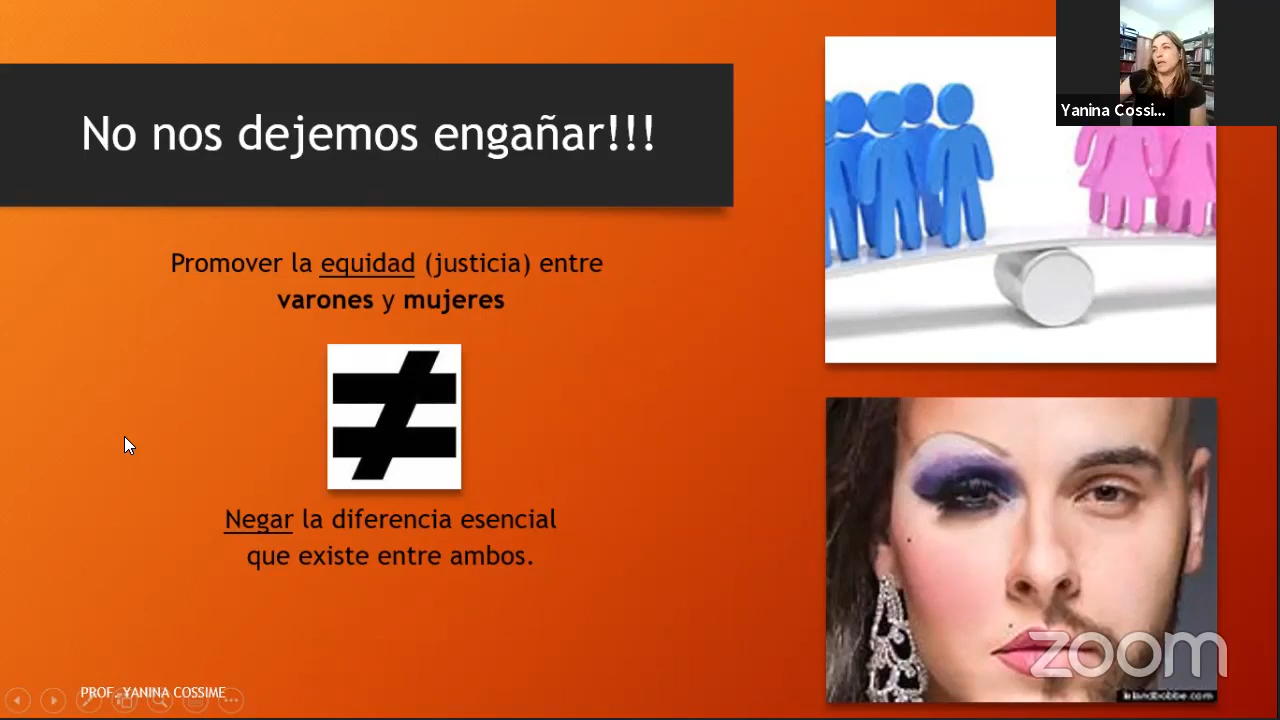 No nos dejemos engañar!!!
Yanina Cossi...
Promover la equidad (justicia) entre
varones y mujeres
≠
Negar la diferencia esencial
que existe entre ambos.
zoom
PROF. YANINA COSSIME